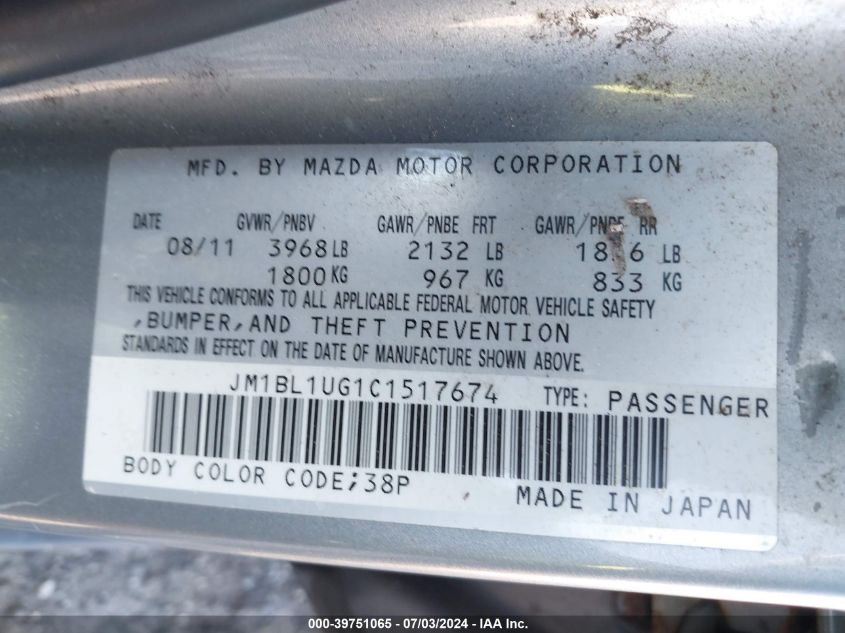 MFD. BY MAZDA MOTOR CORPORATION
DATE GVWR/PNBV GAWR/PNBE FRT GAWR/PNBE RR
08/11 3968 LB 2132 LB LB
1800 KG 967 KG 833 KG
THIS VEHICLE CONFORMS TO ALL APPLICABLE FEDERAL MOTOR VEHICLE SAFETY
,BUMPER,AND THEFT PREVENTION
STANDARDS IN EFFECT ON THE DATE OF MANUFACTURE SHOWN ABOVE.
JM1BL1UG1C1517674 TYPE: PASSENGER
BODY COLOR CODE;38P
MADE IN JAPAN
000-39751065 - 07/03/2024 - IAA Inc.